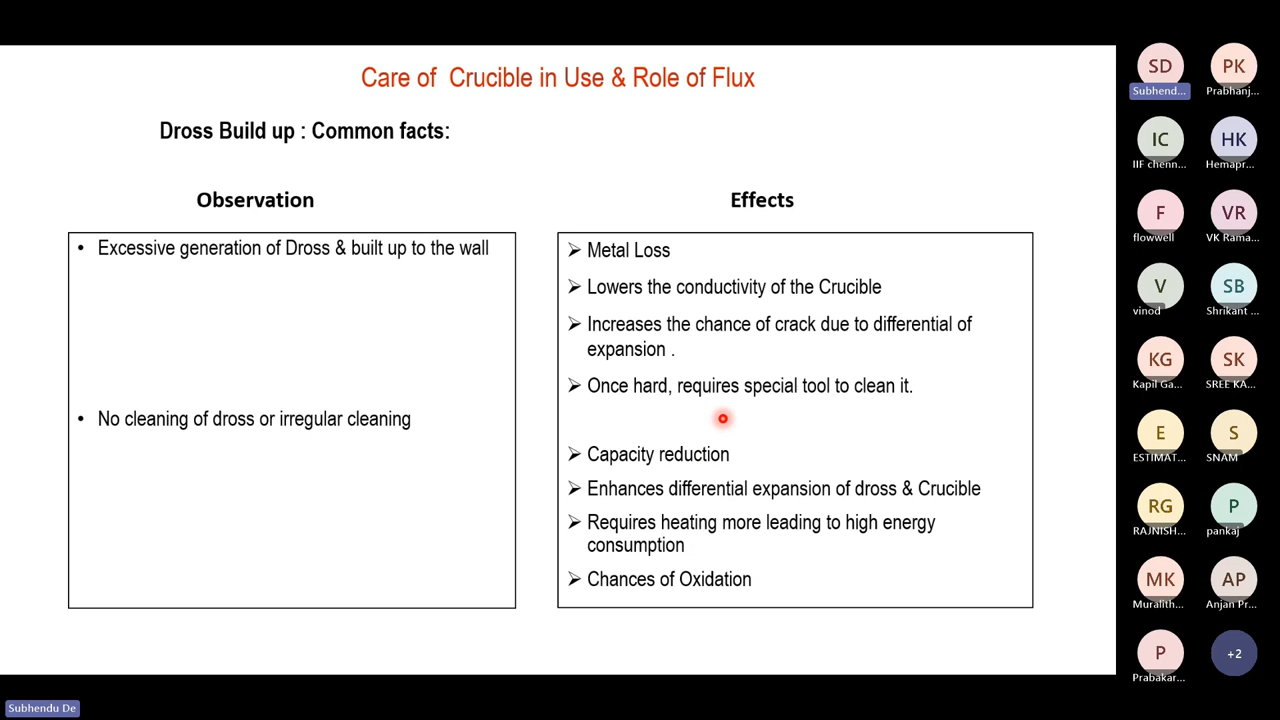 Care of Crucible in Use & Role of Flux
Dross Build up : Common facts:
Observation
Effects
• Excessive generation of Dross & built up to the wall
• No cleaning of dross or irregular cleaning
➢ Metal Loss
➢ Lowers the conductivity of the Crucible
➢ Increases the chance of crack due to differential of
expansion .
➢ Once hard, requires special tool to clean it.
➢ Capacity reduction
➢ Enhances differential expansion of dross & Crucible
➢ Requires heating more leading to high energy
consumption
➢ Chances of Oxidation
SD
Subhend...
PK
Prabhanj...
IC
IIF chenn...
HK
Hemapr...
F
flowwell
VR
VK Rama...
V
vinod
SB
Shrikant ...
KG
Kapil Ga...
SK
SREE KA...
E
ESTIMAT...
S
SNAM
RG
RAJNISH...
P
pankaj
MK
Muralith...
AP
Anjan Pr...
P
Prabakar...
+2
Subhendu De